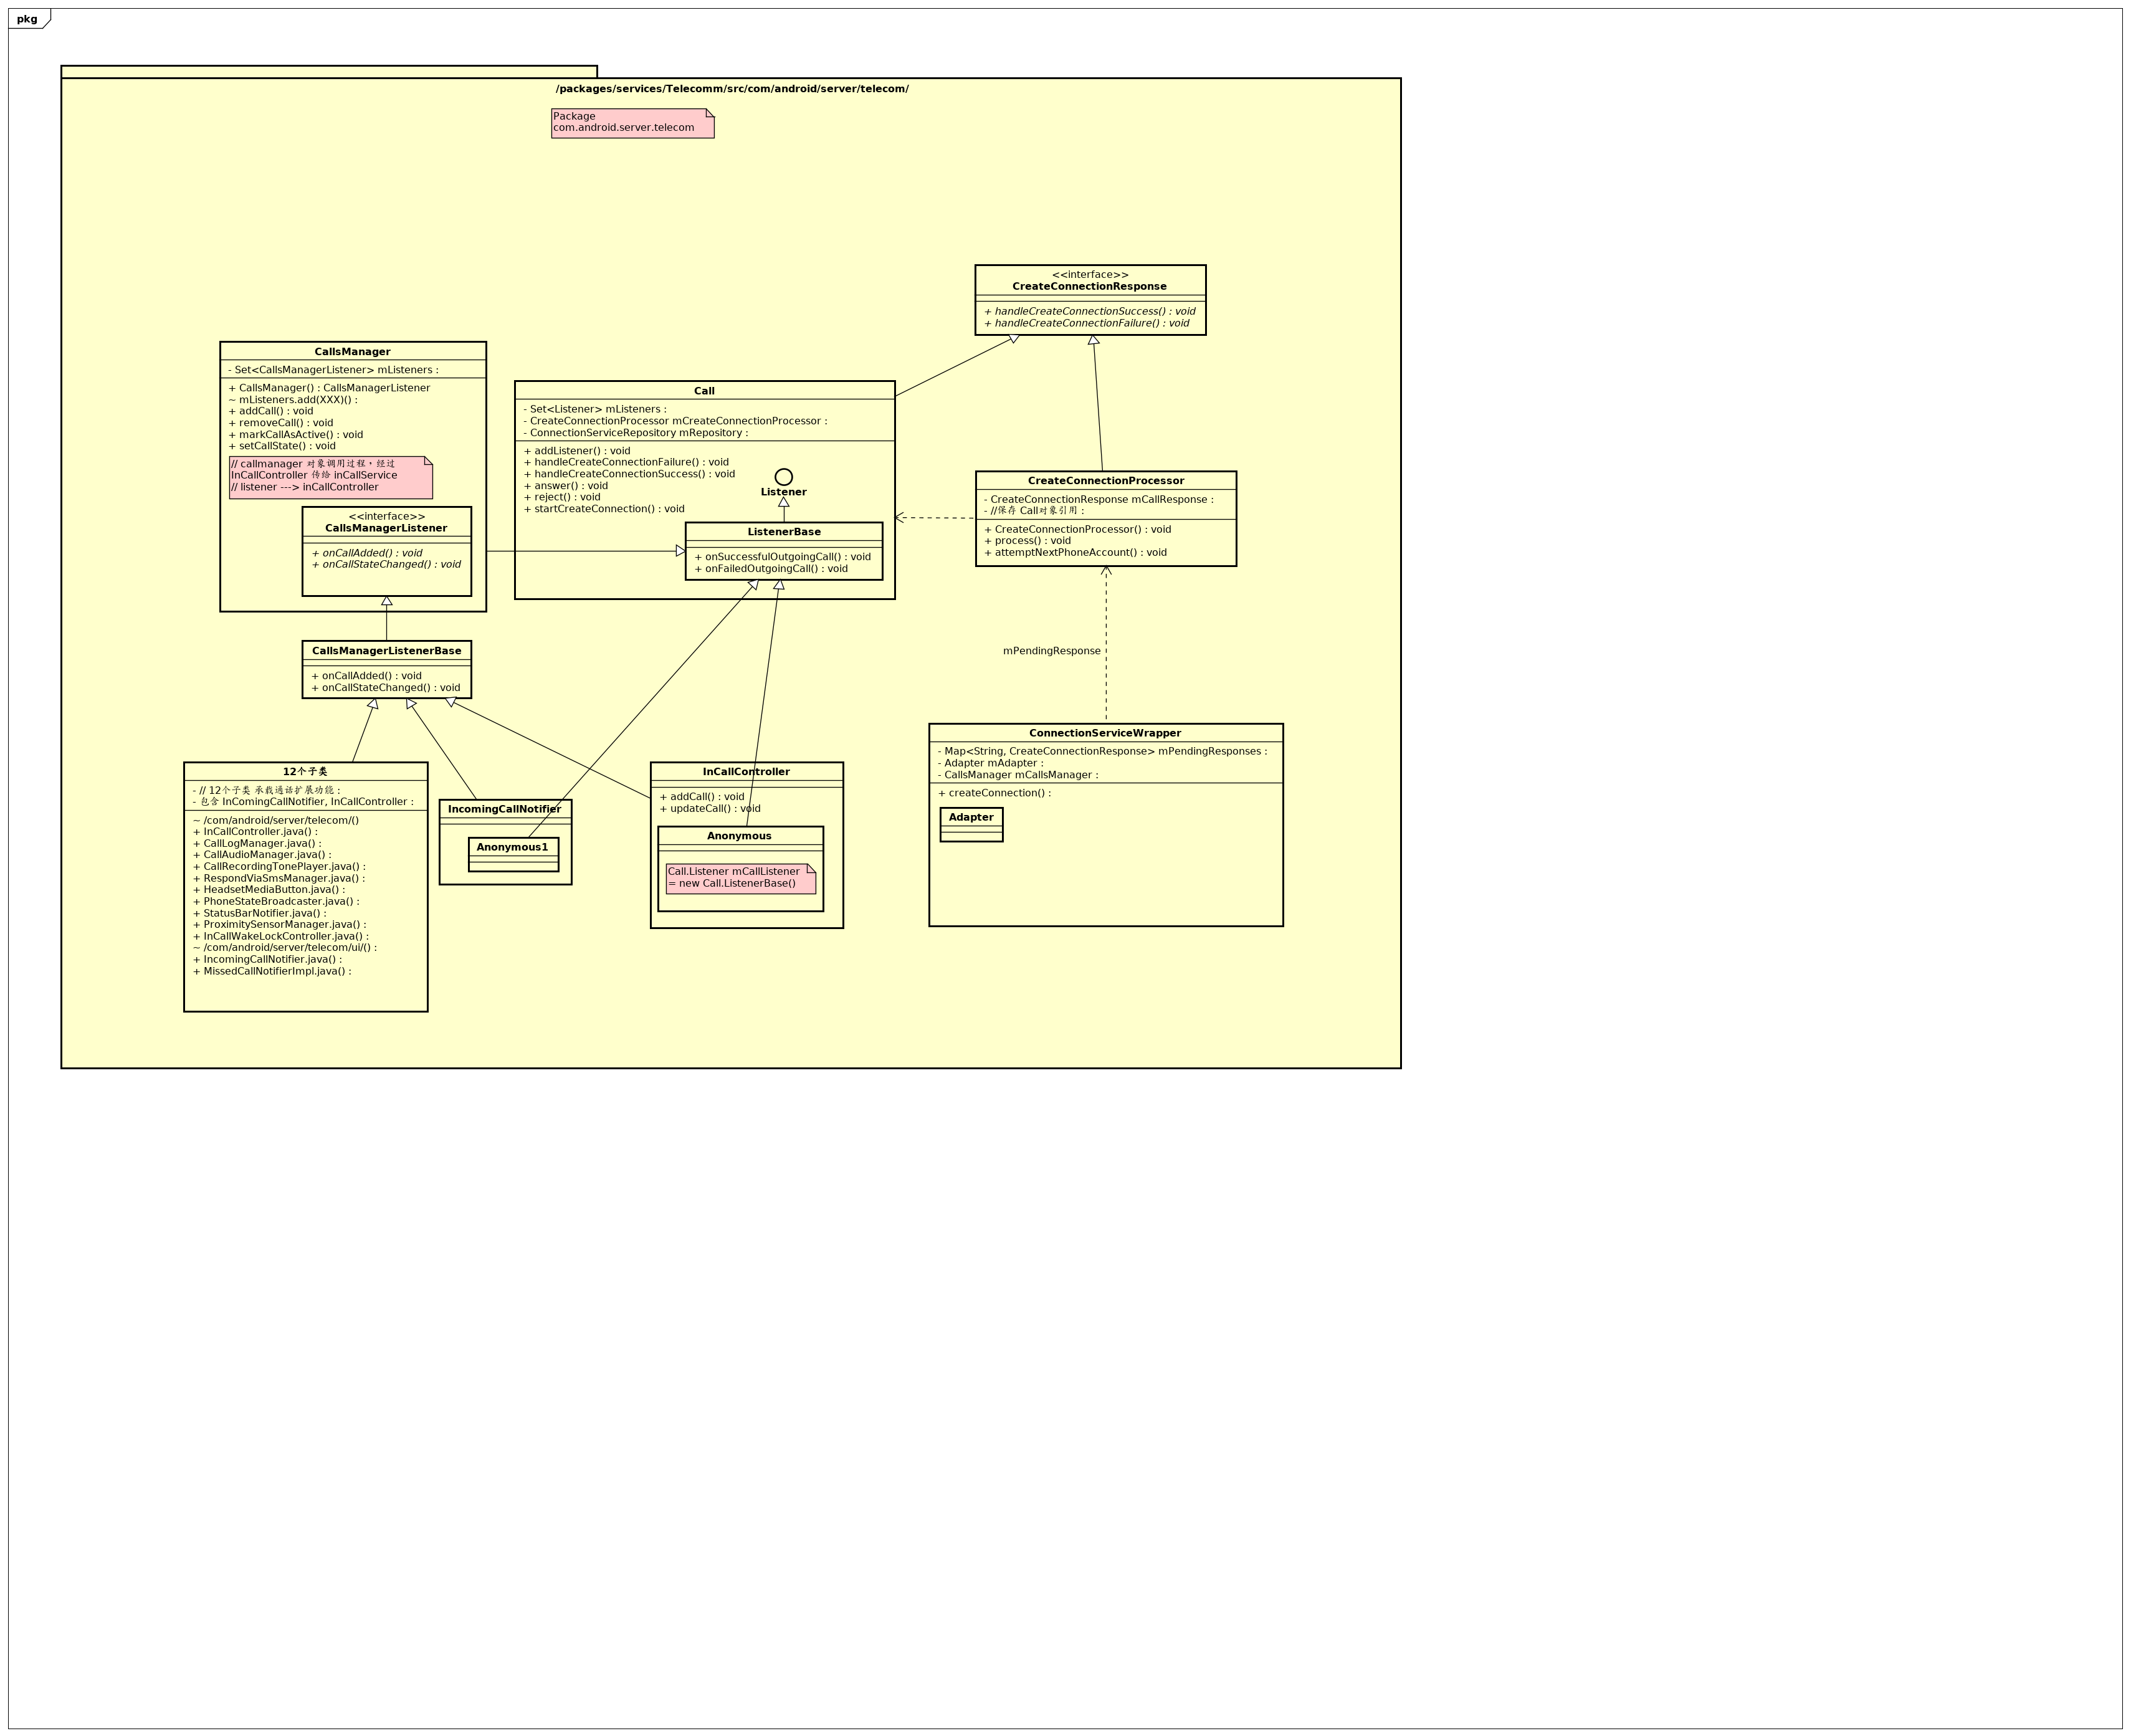 pkg
/packages/services/Telecomm/src/com/android/server/telecom/
Package
com.android.server.telecom
<<interface>>
CreateConnectionResponse
+ handleCreateConnectionSuccess() : void
+ handleCreateConnectionFailure() : void
CallsManager
- Set<CallsManagerListener> mListeners :
+ CallsManager() : CallsManagerListener
~ mListeners.add(XXX)() :
+ addCall() : void
+ removeCall() : void
+ markCallAsActive() : void
+ setCallState() : void
// callmanager 对象调用过程，经过
InCallController 传给 inCallService
// listener ---> inCallController
<<interface>>
CallsManagerListener
+ onCallAdded() : void
+ onCallStateChanged() : void
Call
- Set<Listener> mListeners :
- CreateConnectionProcessor mCreateConnectionProcessor :
- ConnectionServiceRepository mRepository :
+ addListener() : void
+ handleCreateConnectionFailure() : void
+ handleCreateConnectionSuccess() : void
+ answer() : void
+ reject() : void
+ startCreateConnection() : void
Listener
ListenerBase
+ onSuccessfulOutgoingCall() : void
+ onFailedOutgoingCall() : void
CreateConnectionProcessor
- CreateConnectionResponse mCallResponse :
- //保存 Call对象引用 :
+ CreateConnectionProcessor() : void
+ process() : void
+ attemptNextPhoneAccount() : void
CallsManagerListenerBase
+ onCallAdded() : void
+ onCallStateChanged() : void
mPendingResponse
12个子类
- // 12个子类 承载通话扩展功能 :
- 包含 InComingCallNotifier, InCallController :
~ /com/android/server/telecom/()
+ InCallController.java() :
+ CallLogManager.java() :
+ CallAudioManager.java() :
+ CallRecordingTonePlayer.java() :
+ RespondViaSmsManager.java() :
+ HeadsetMediaButton.java() :
+ PhoneStateBroadcaster.java() :
+ StatusBarNotifier.java() :
+ ProximitySensorManager.java() :
+ InCallWakeLockController.java() :
~ /com/android/server/telecom/ui/() :
+ IncomingCallNotifier.java() :
+ MissedCallNotifierImpl.java() :
IncomingCallNotifier
Anonymous1
InCallController
+ addCall() : void
+ updateCall() : void
Anonymous
Call.Listener mCallListener
= new Call.ListenerBase()
ConnectionServiceWrapper
- Map<String, CreateConnectionResponse> mPendingResponses :
- Adapter mAdapter :
- CallsManager mCallsManager :
+ createConnection() :
Adapter